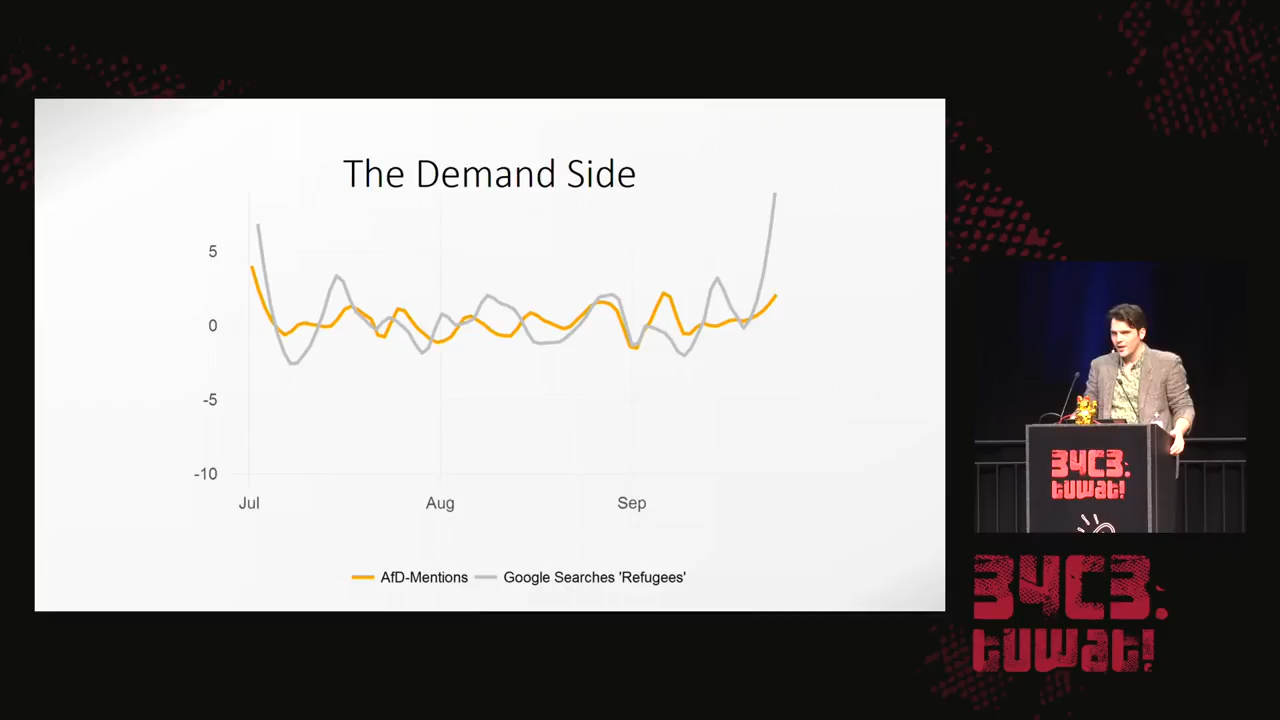 The Demand Side
5
0
-5
-10
Jul Aug Sep
AfD-Mentions Google Searches 'Refugees'
34C3.
tuwat!
34C3.
tuwat!